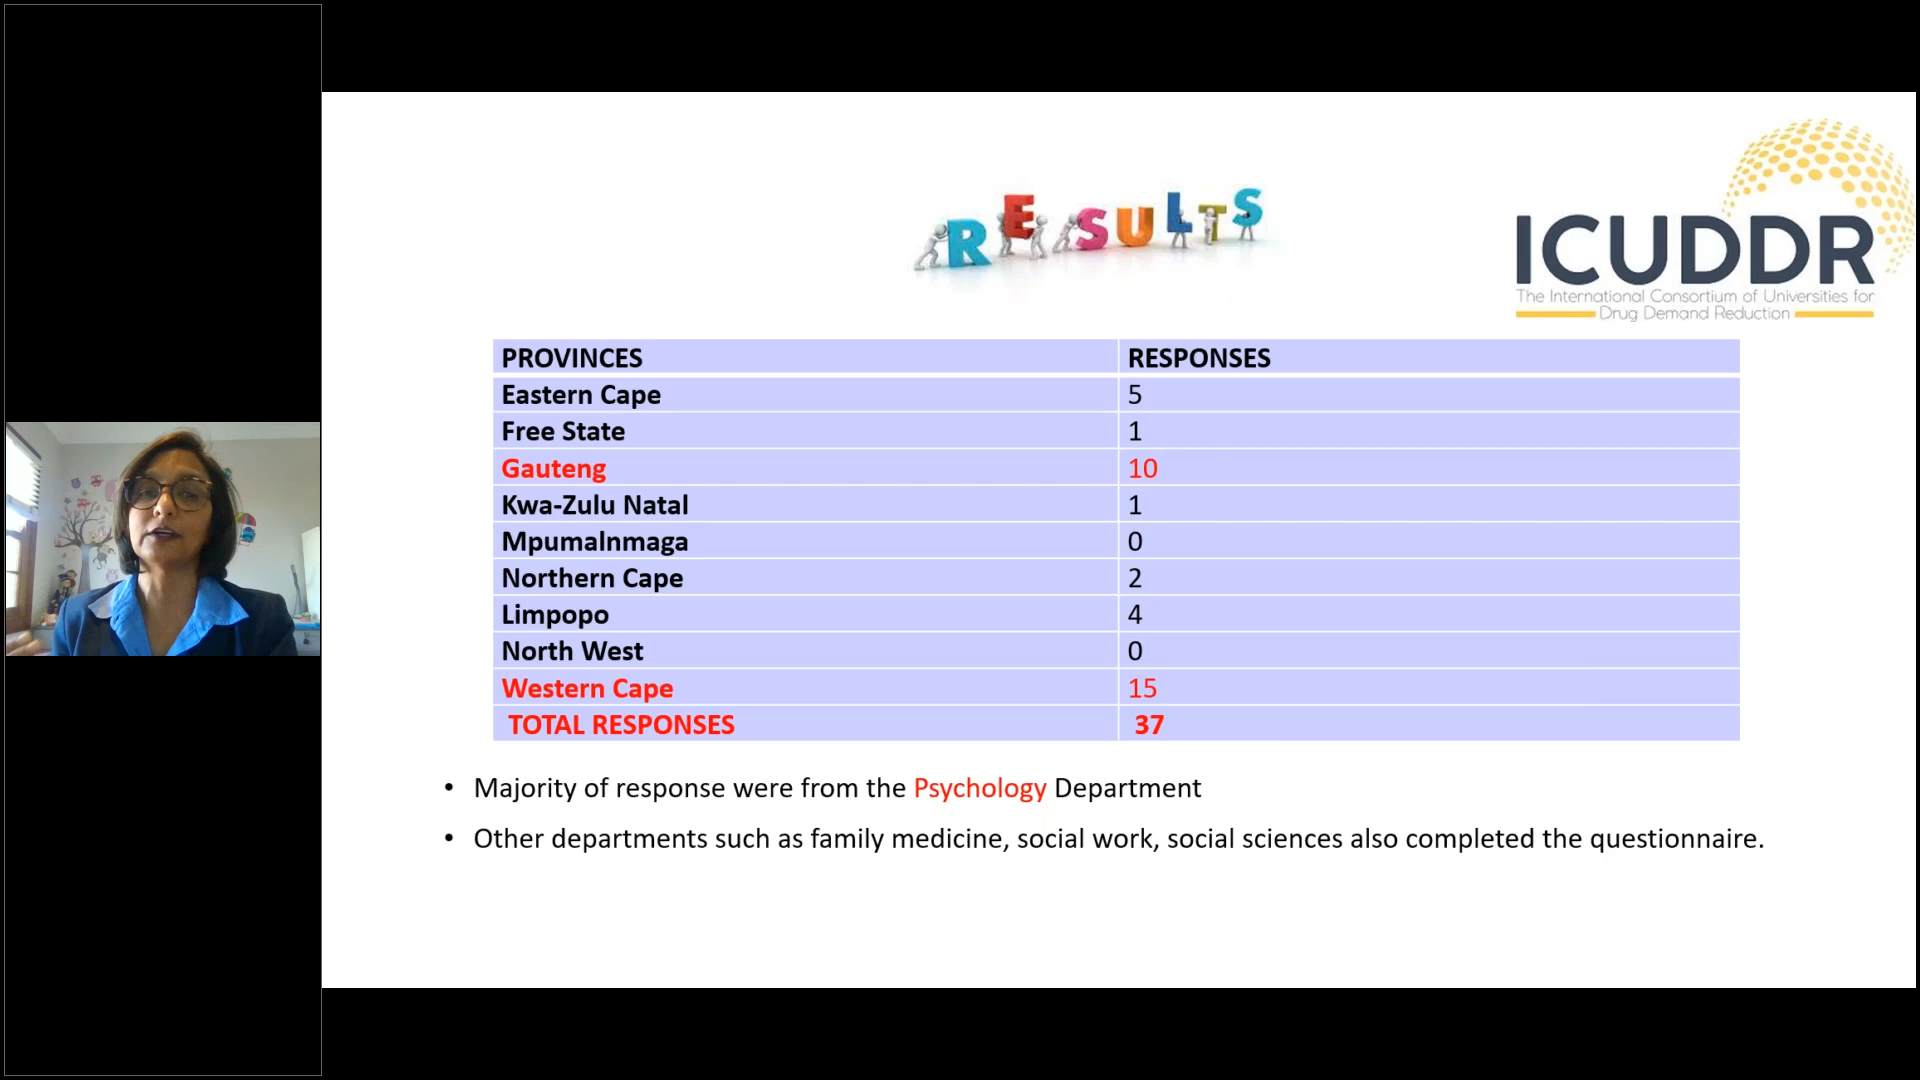 RESULTS
ICUDDR
The International Consortium of Universities for
Drug Demand Reduction
PROVINCES RESPONSES
Eastern Cape 5
Free State 1
Gauteng 10
Kwa-Zulu Natal 1
Mpumalnmaga 0
Northern Cape 2
Limpopo 4
North West 0
Western Cape 15
TOTAL RESPONSES 37
• Majority of response were from the Psychology Department
• Other departments such as family medicine, social work, social sciences also completed the questionnaire.